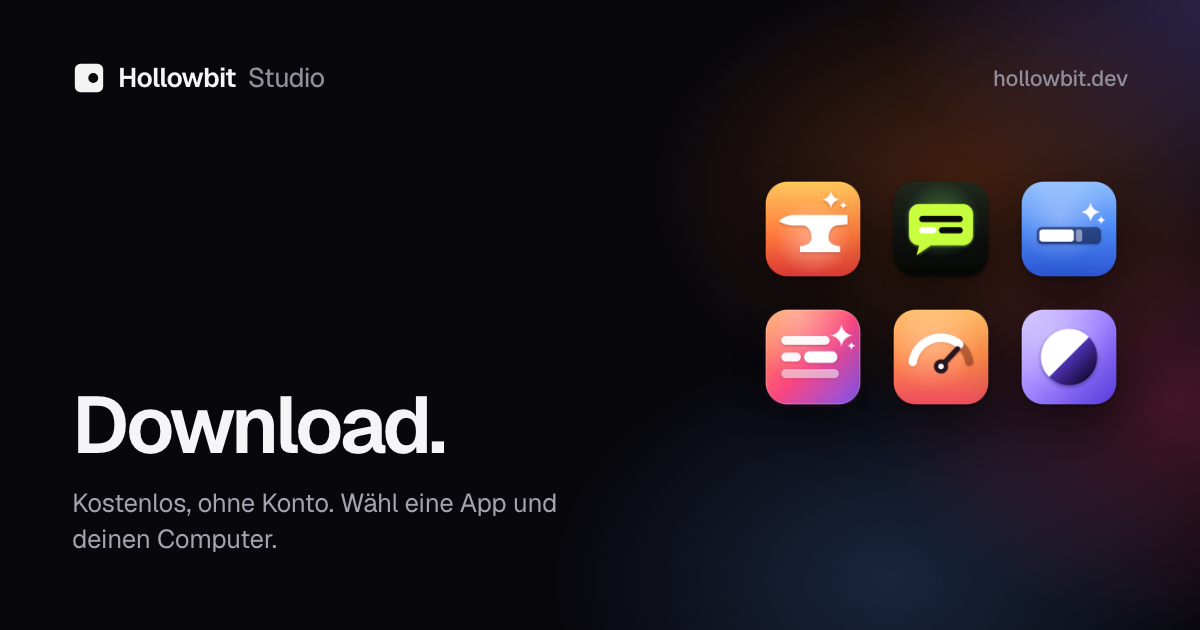 Hollowbit Studio
hollowbit.dev
Download.
Kostenlos, ohne Konto. Wähl eine App und
deinen Computer.